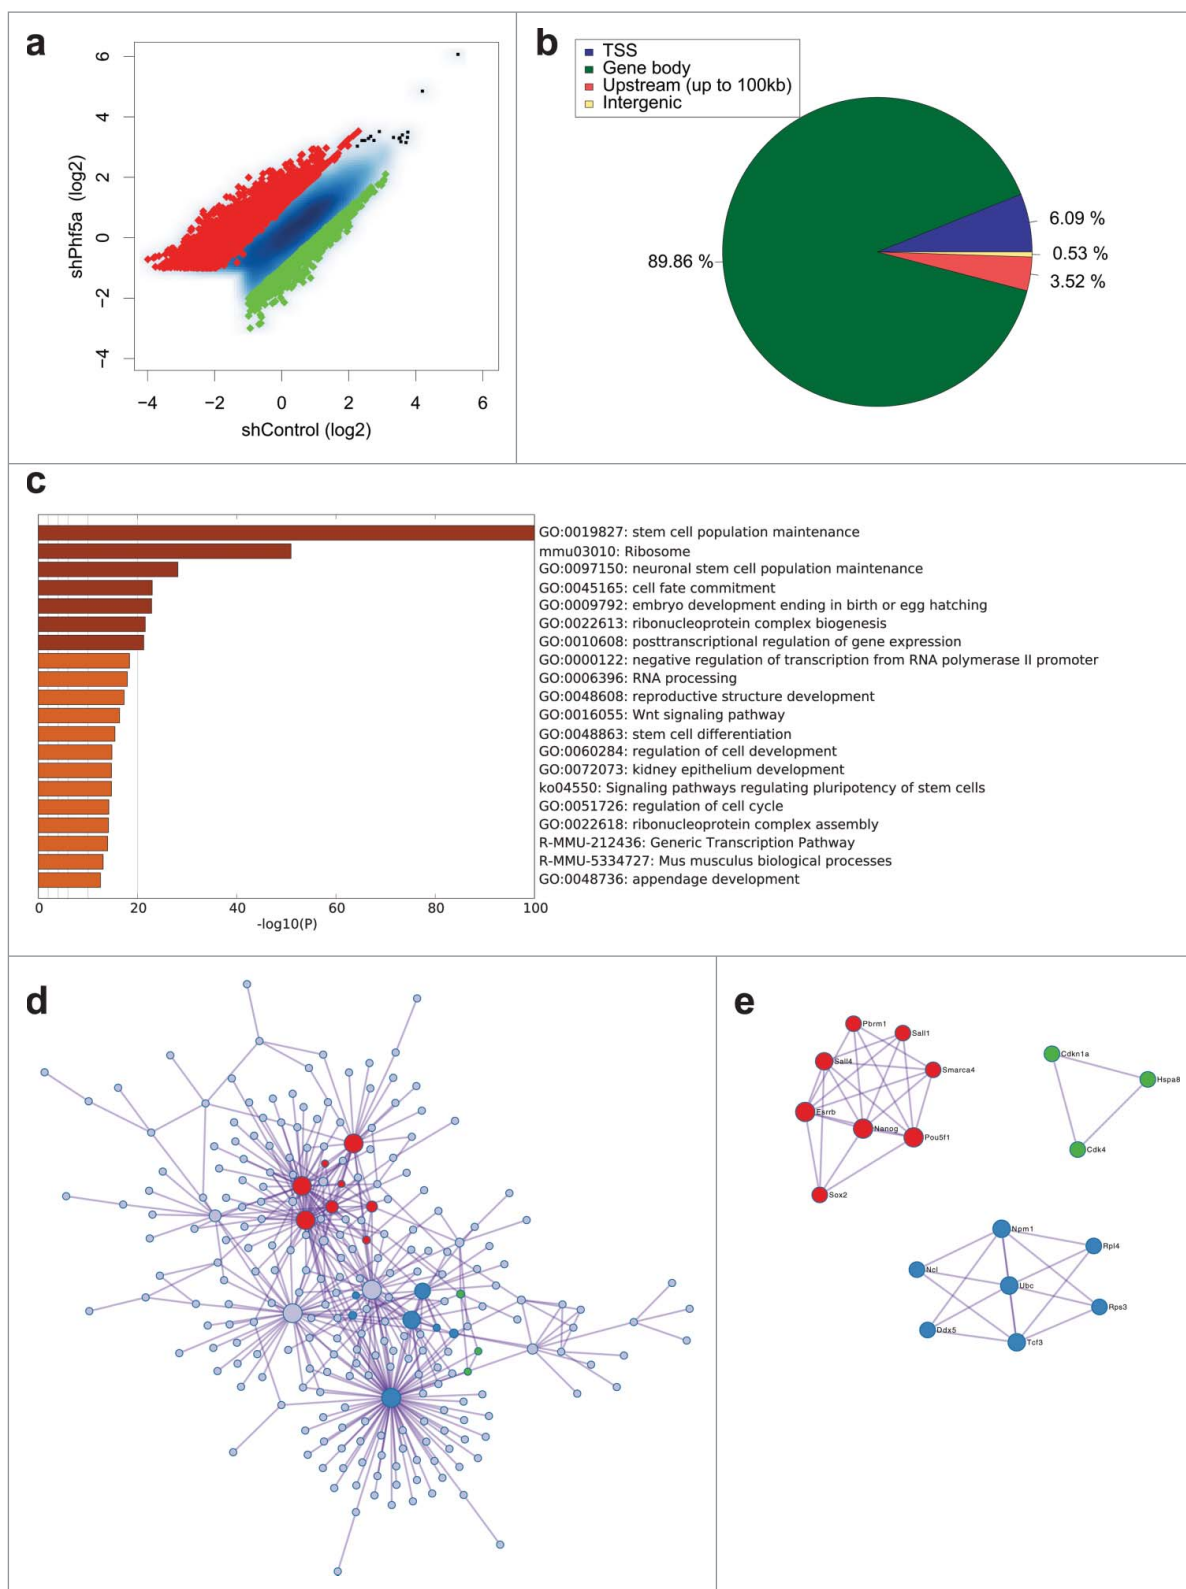 a
6
4
2
0
−2
−4
shPhf5a (log2)
−4 −2 0 2 4 6
shControl (log2)
b
TSS
Gene body
Upstream (up to 100kb)
Intergenic
6.09 %
0.53 %
3.52 %
89.86 %
c
GO:0019827: stem cell population maintenance
mmu03010: Ribosome
GO:0097150: neuronal stem cell population maintenance
GO:0045165: cell fate commitment
GO:0009792: embryo development ending in birth or egg hatching
GO:0022613: ribonucleoprotein complex biogenesis
GO:0010608: posttranscriptional regulation of gene expression
GO:0000122: negative regulation of transcription from RNA polymerase II promoter
GO:0006396: RNA processing
GO:0048608: reproductive structure development
GO:0016055: Wnt signaling pathway
GO:0048863: stem cell differentiation
GO:0060284: regulation of cell development
GO:0072073: kidney epithelium development
ko04550: Signaling pathways regulating pluripotency of stem cells
GO:0051726: regulation of cell cycle
GO:0022618: ribonucleoprotein complex assembly
R-MMU-212436: Generic Transcription Pathway
R-MMU-5334727: Mus musculus biological processes
GO:0048736: appendage development
0 20 40 60 80 100
-log10(P)
d
e
Pbrm1
Sall1
Sall4
Smarca4
Esrrb
Nanog
Pou5f1
Sox2
Cdkn1a
Hspa8
Cdk4
Npm1
Rpl4
Ncl
Ubc
Rps3
Ddx5
Tcf3